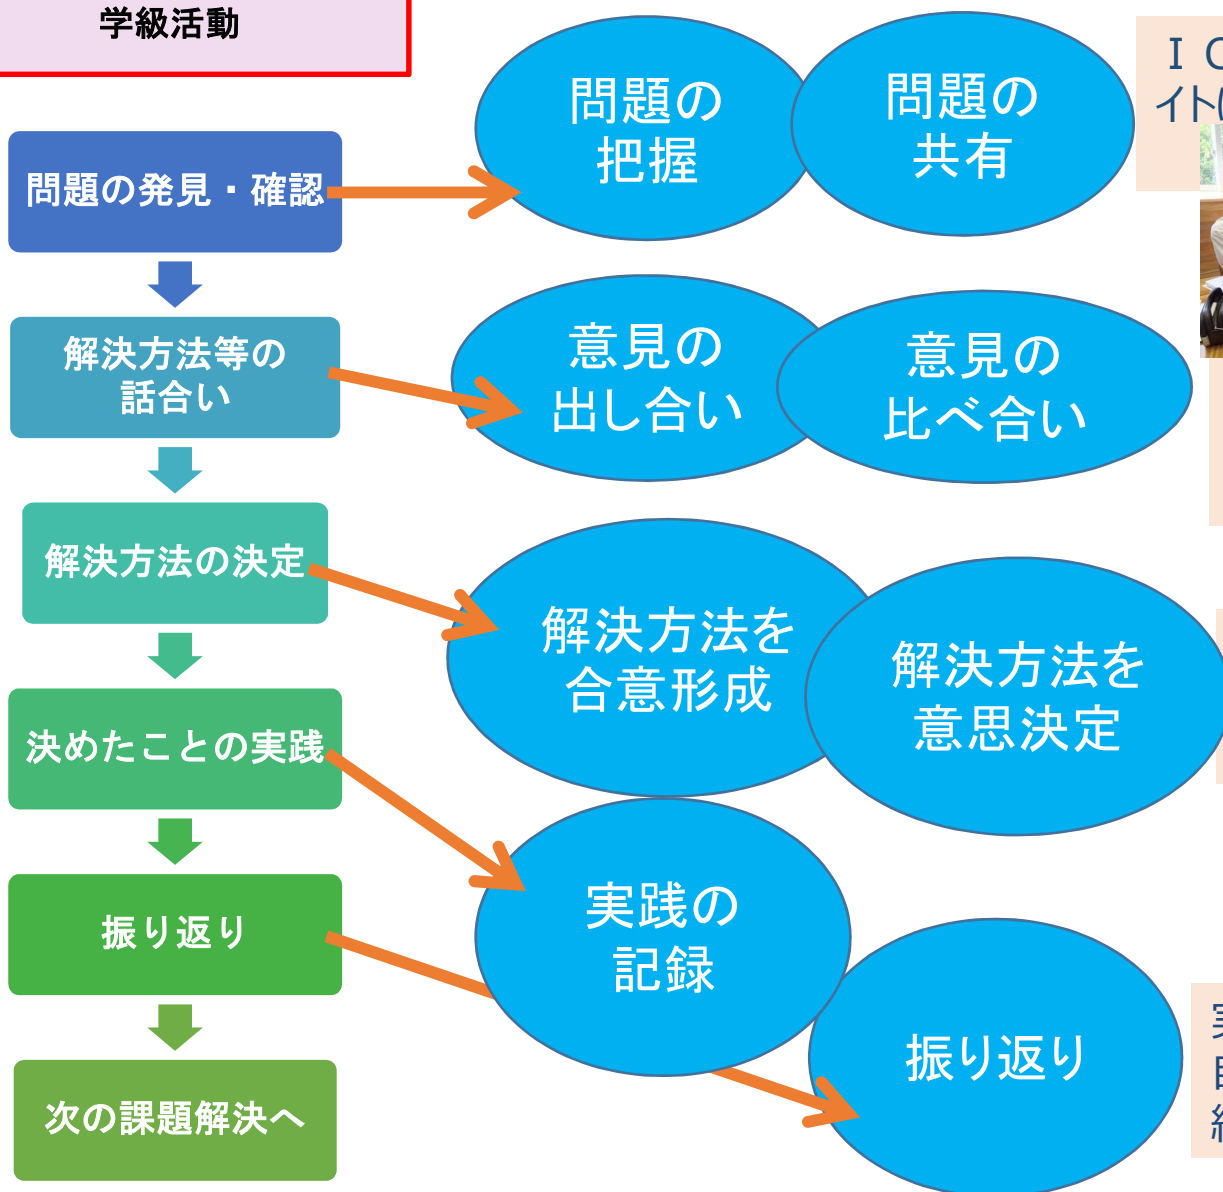 学級活動
問題の発見・確認
解決方法等の
話合い
解決方法の決定
決めたことの実践
振り返り
次の課題解決へ
問題の
把握
問題の
共有
意見の
出し合い
意見の
比べ合い
解決方法を
合意形成
解決方法を
意思決定
実践の
記録
振り返り
Ｉ
イト
実